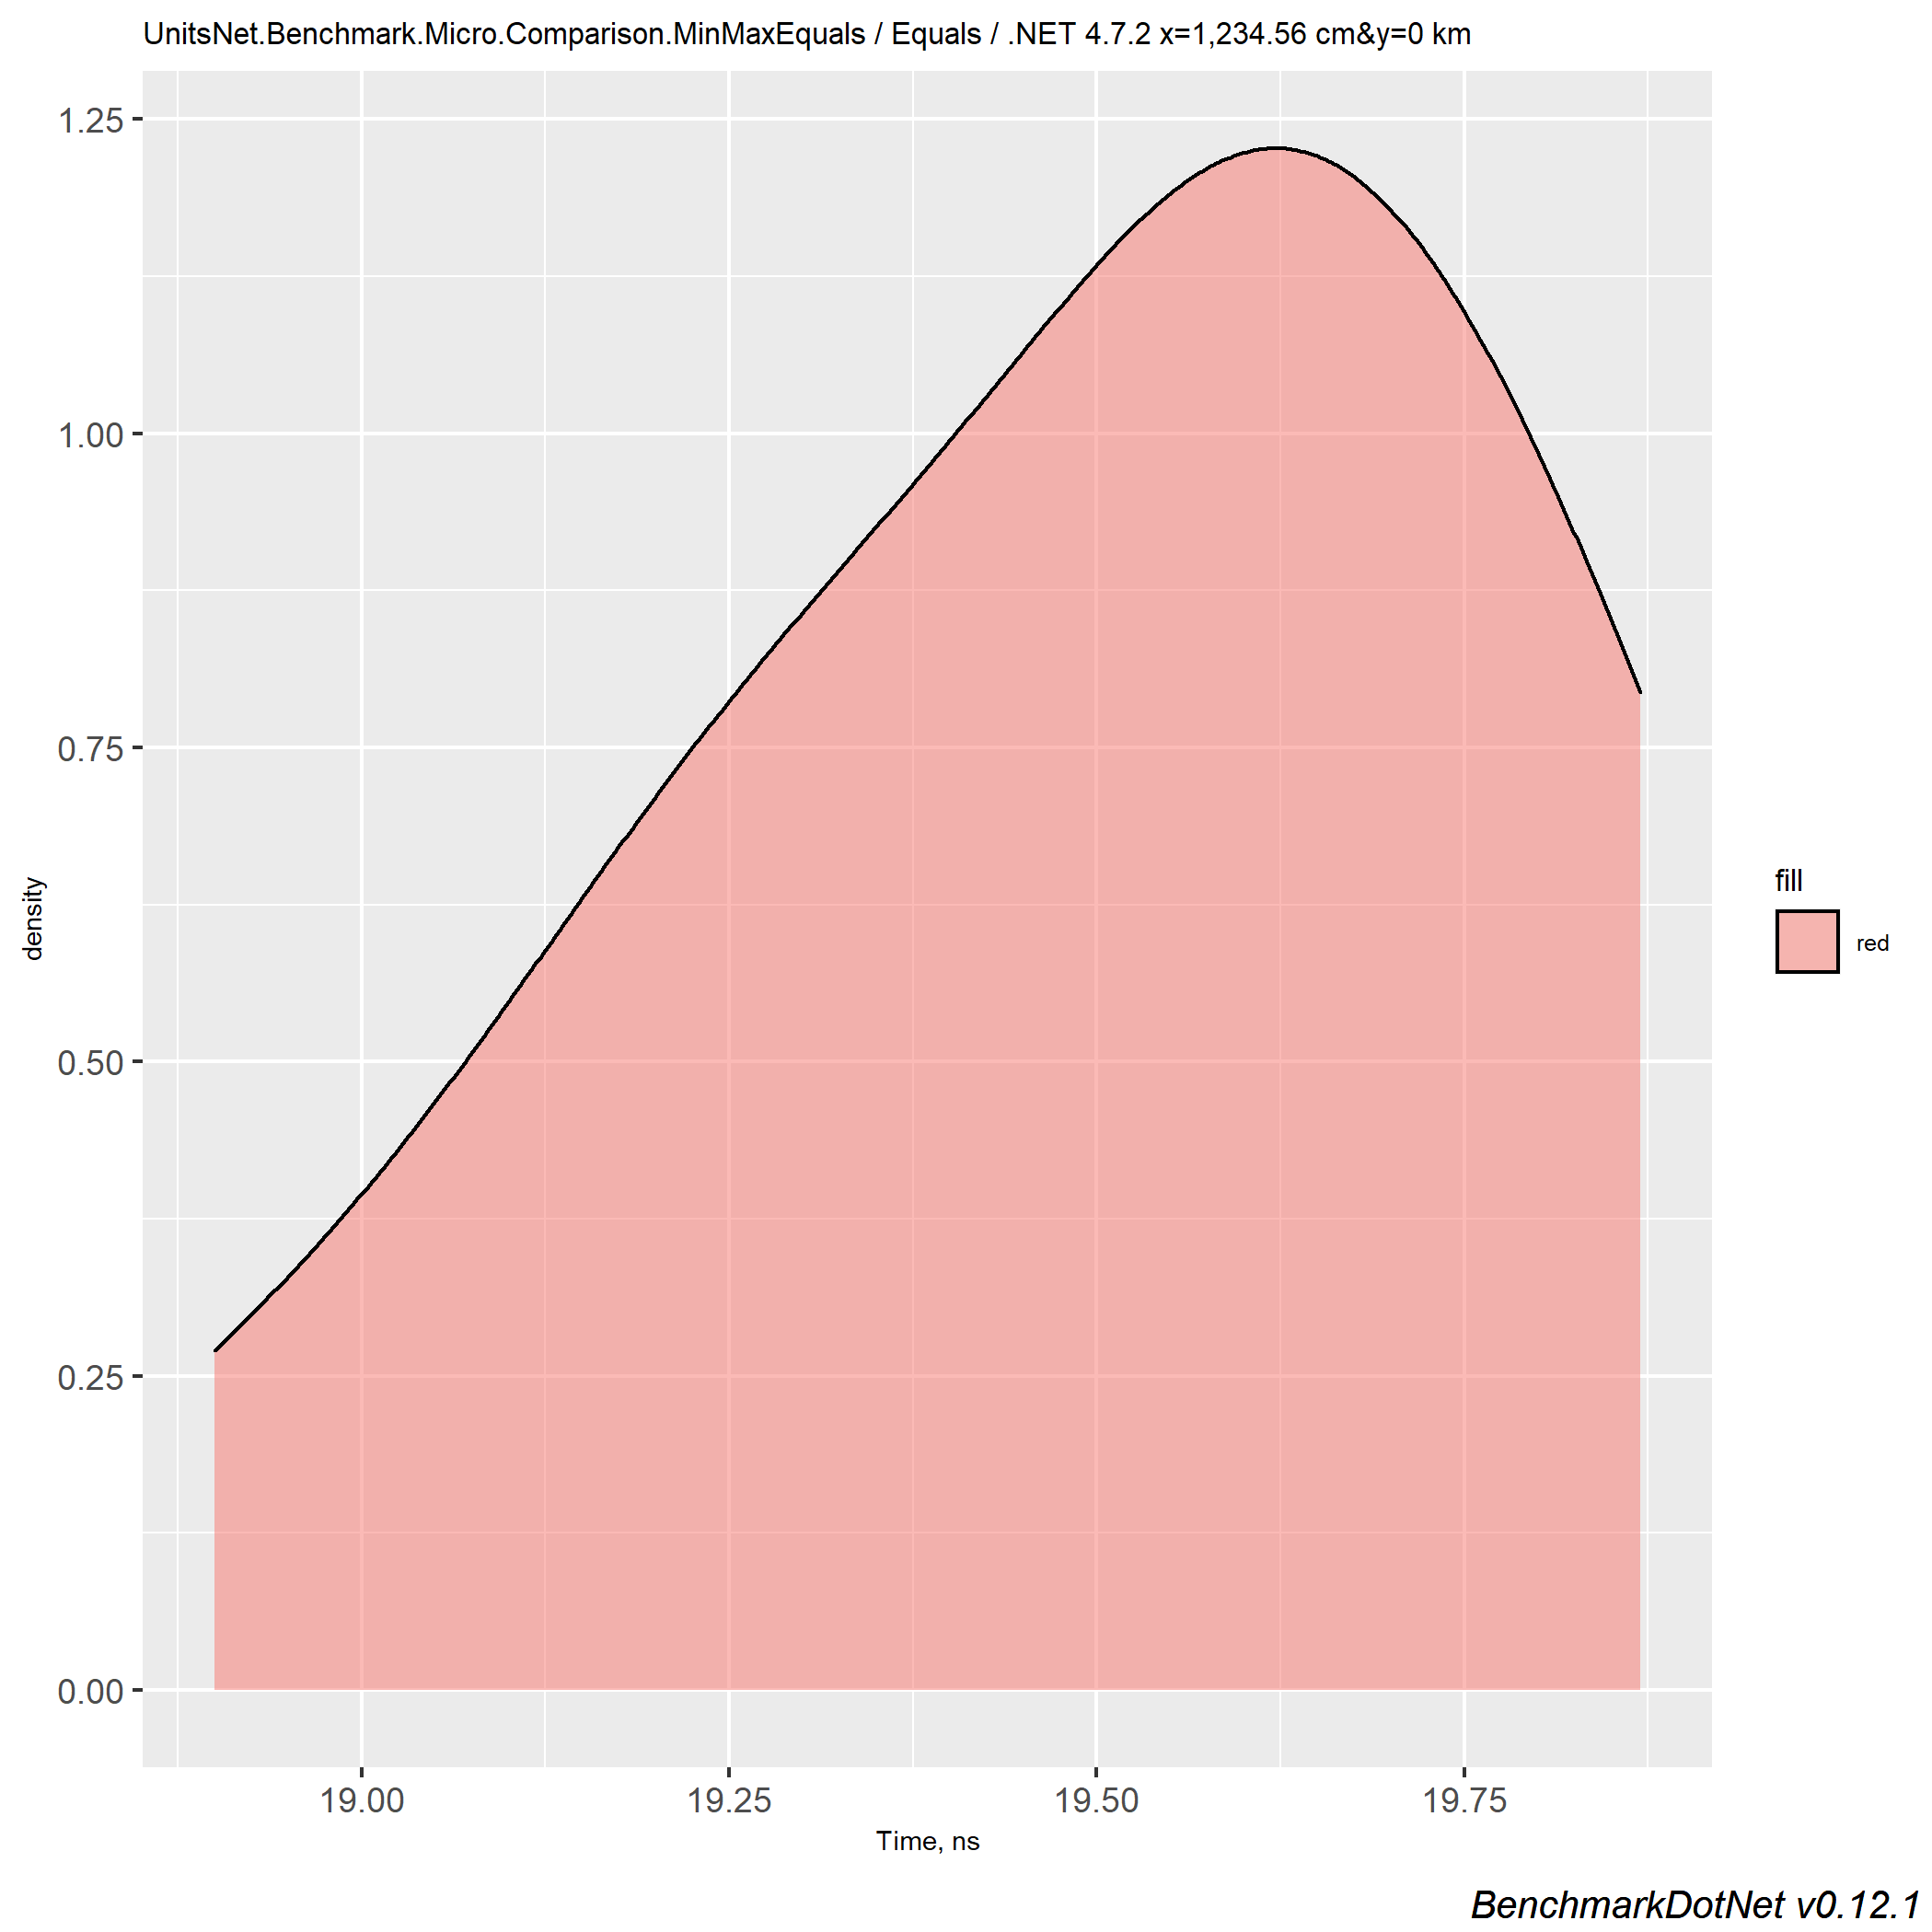 UnitsNet.Benchmark.Micro.Comparison.MinMaxEquals / Equals / .NET 4.7.2 x=1,234.56 cm&y=0 km
1.25
1.00
0.75
0.50
0.25
0.00
density
19.00 19.25 19.50 19.75
Time, ns
fill
red
BenchmarkDotNet v0.12.1